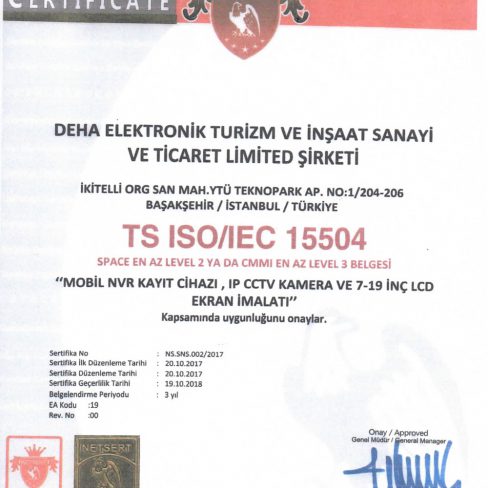 CERTIFICATE
DEHA ELEKTRONİK TURİZM VE İNŞAAT SANAYİ
VE TİCARET LİMİTED ŞİRKETİ
İKİTELLİ ORG SAN MAH.YTÜ TEKNOPARK AP. NO:1/204-206
BAŞAKŞEHİR / İSTANBUL / TÜRKİYE
TS ISO/IEC 15504
SPACE EN AZ LEVEL 2 YA DA CMMI EN AZ LEVEL 3 BELGESİ
‘‘MOBİL NVR KAYIT CİHAZI , IP CCTV KAMERA VE 7-19 İNÇ LCD
EKRAN İMALATI’’
Kapsamında uygunluğunu onaylar.
Sertifika No : NS.SNS.002/2017
Sertifika İlk Düzenleme Tarihi : 20.10.2017
Sertifika Düzenleme Tarihi : 20.10.2017
Sertifika Geçerlilik Tarihi : 19.10.2018
Belgelendirme Periyodu : 3 yıl
EA Kodu :19
Rev. No :00
Onay / Approved
Genel Müdür / General Manager
NETSERT